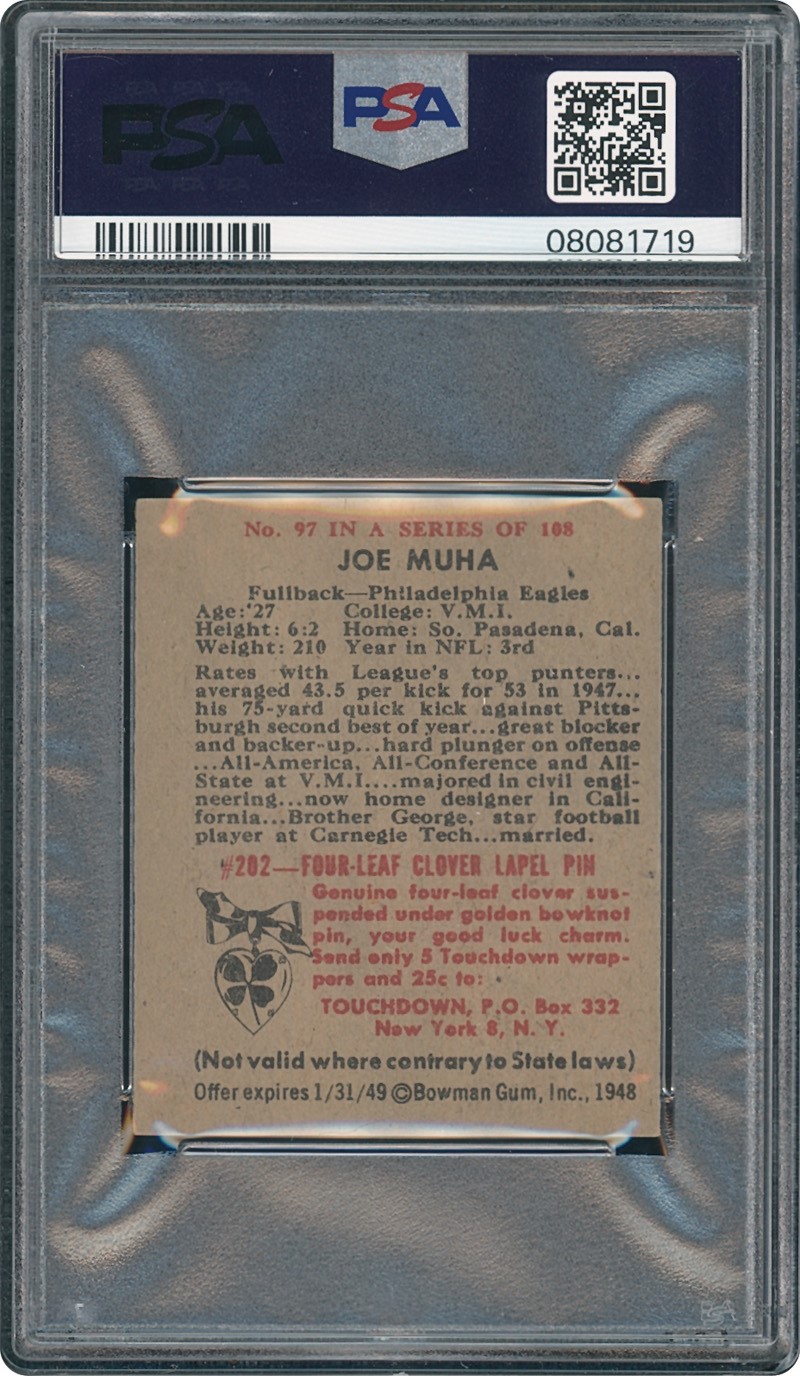 PSA
PSA
08081719
No. 97 IN A SERIES OF 108
JOE MUHA
Fullback—Philadelphia Eagles
Age:'27 College: V.M.I.
Height: 6:2 Home: So. Pasadena, Cal.
Weight: 210 Year in NFL: 3rd
Rates with League's top punters...
averaged 43.5 per kick for 53 in 1947...
his 75-yard quick kick against Pitts-
burgh second best of year...great blocker
and backer-up...hard plunger on offense
...All-America, All-Conference and All-
State at V.M.I....majored in civil engi-
neering...now home designer in Cali-
fornia...Brother George, star football
player at Carnegie Tech...married.
#202—FOUR-LEAF CLOVER LAPEL PIN
Genuine four-leaf clover sus-
pended under golden bowknot
pin, your good luck charm.
Send only 5 Touchdown wrap-
pers and 25c to:
TOUCHDOWN, P.O. Box 332
New York 8, N. Y.
(Not valid where contrary to State laws)
Offer expires 1/31/49 ©Bowman Gum, Inc., 1948
PSA